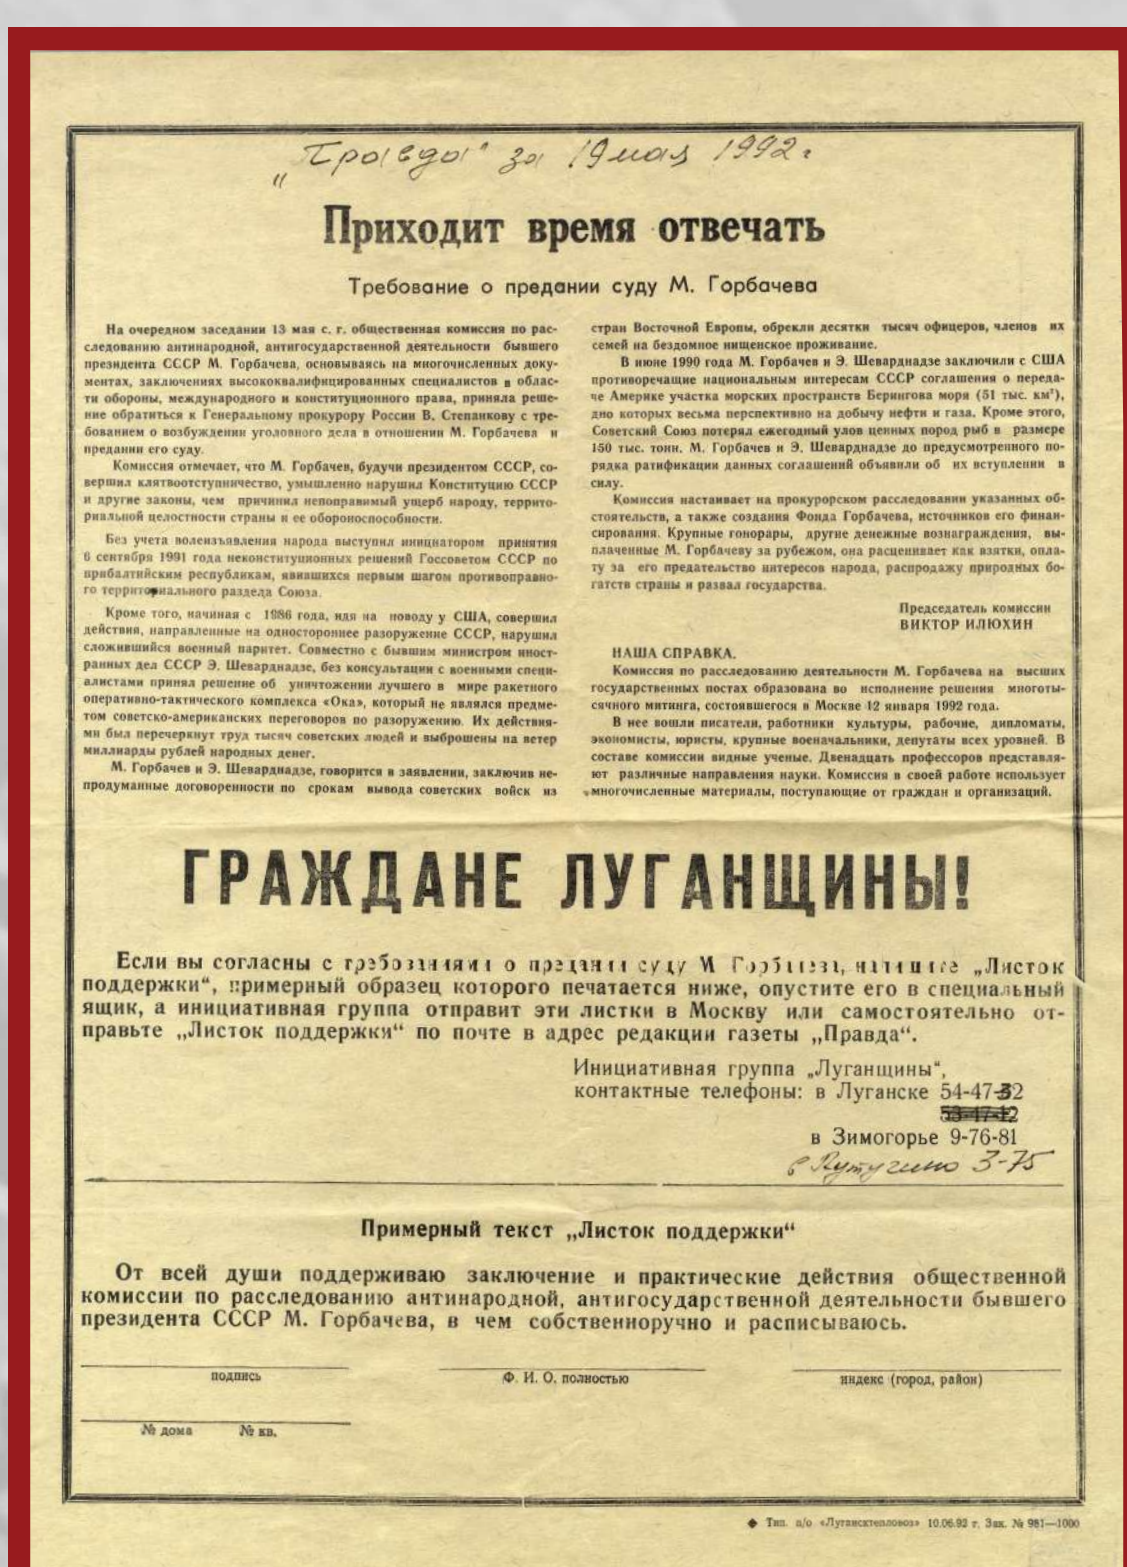 „Правда“ за 19 мая 1992 г
Приходит время отвечать
Требование о предании суду М. Горбачева
На очередном заседании 13 мая с. г. общественная комиссия по рас-
следованию антинародной, антигосударственной деятельности бывшего
президента СССР М. Горбачева, основываясь на многочисленных доку-
ментах, заключениях высококвалифицированных специалистов в облас-
ти обороны, международного и конституционного права, приняла реше-
ние обратиться к Генеральному прокурору России В. Степанкову с тре-
бованием о возбуждении уголовного дела в отношении М. Горбачева и
предании его суду.
Комиссия отмечает, что М. Горбачев, будучи президентом СССР, со-
вершил клятвоотступничество, умышленно нарушил Конституцию СССР
и другие законы, чем причинил непоправимый ущерб народу, террито-
риальной целостности страны и ее обороноспособности.
Без учета волеизъявления народа выступил инициатором принятия
6 сентября 1991 года неконституционных решений Госсоветом СССР по
прибалтийским республикам, явившихся первым шагом противоправно-
го территориального раздела Союза.
Кроме того, начиная с 1986 года, идя на поводу у США, совершил
действия, направленные на одностороннее разоружение СССР, нарушил
сложившийся военный паритет. Совместно с бывшим министром иност-
ранных дел СССР Э. Шеварднадзе, без консультации с военными специ-
алистами принял решение об уничтожении лучшего в мире ракетного
оперативно-тактического комплекса «Ока», который не являлся предме-
том советско-американских переговоров по разоружению. Их действия-
ми был перечеркнут труд тысяч советских людей и выброшены на ветер
миллиарды рублей народных денег.
М. Горбачев и Э. Шеварднадзе, говорится в заявлении, заключив не-
продуманные договоренности по срокам вывода советских войск из
стран Восточной Европы, обрекли десятки тысяч офицеров, членов их
семей на бездомное нищенское проживание.
В июне 1990 года М. Горбачев и Э. Шеварднадзе заключили с США
противоречащие национальным интересам СССР соглашения о переда-
че Америке участка морских пространств Берингова моря (51 тыс. км²),
дно которых весьма перспективно на добычу нефти и газа. Кроме этого,
Советский Союз потерял ежегодный улов ценных пород рыб в размере
150 тыс. тонн. М. Горбачев и Э. Шеварднадзе до предусмотренного по-
рядка ратификации данных соглашений объявили об их вступлении в
силу.
Комиссия настаивает на прокурорском расследовании указанных об-
стоятельств, а также создания Фонда Горбачева, источников его финан-
сирования. Крупные гонорары, другие денежные вознаграждения, вы-
плаченные М. Горбачеву за рубежом, она расценивает как взятки, опла-
ту за его предательство интересов народа, распродажу природных бо-
гатств страны и развал государства.
Председатель комиссии
ВИКТОР ИЛЮХИН
НАША СПРАВКА.
Комиссия по расследованию деятельности М. Горбачева на высших
государственных постах образована во исполнение решения многоты-
сячного митинга, состоявшегося в Москве 12 января 1992 года.
В нее вошли писатели, работники культуры, рабочие, дипломаты,
экономисты, юристы, крупные военачальники, депутаты всех уровней. В
составе комиссии видные ученые. Двенадцать профессоров представля-
ют различные направления науки. Комиссия в своей работе использует
многочисленные материалы, поступающие от граждан и организаций.
ГРАЖДАНЕ ЛУГАНЩИНЫ!
Если вы согласны с требованиями о предании суду М Горбачева, напишите „Листок
поддержки“, примерный образец которого печатается ниже, опустите его в специальный
ящик, а инициативная группа отправит эти листки в Москву или самостоятельно от-
правьте „Листок поддержки“ по почте в адрес редакции газеты „Правда“.
Инициативная группа „Луганщины“,
контактные телефоны: в Луганске 54-47-32
в Зимогорье 9-76-81
в Лутугино 3-75
Примерный текст „Листок поддержки“
От всей души поддерживаю заключение и практические действия общественной
комиссии по расследованию антинародной, антигосударственной деятельности бывшего
президента СССР М. Горбачева, в чем собственноручно и расписываюсь.
подпись Ф. И. О. полностью индекс (город, район)
№ дома № кв.
Тип. п/о «Лугансктепловоз» 10.06.92 г. Зак. № 981—1000